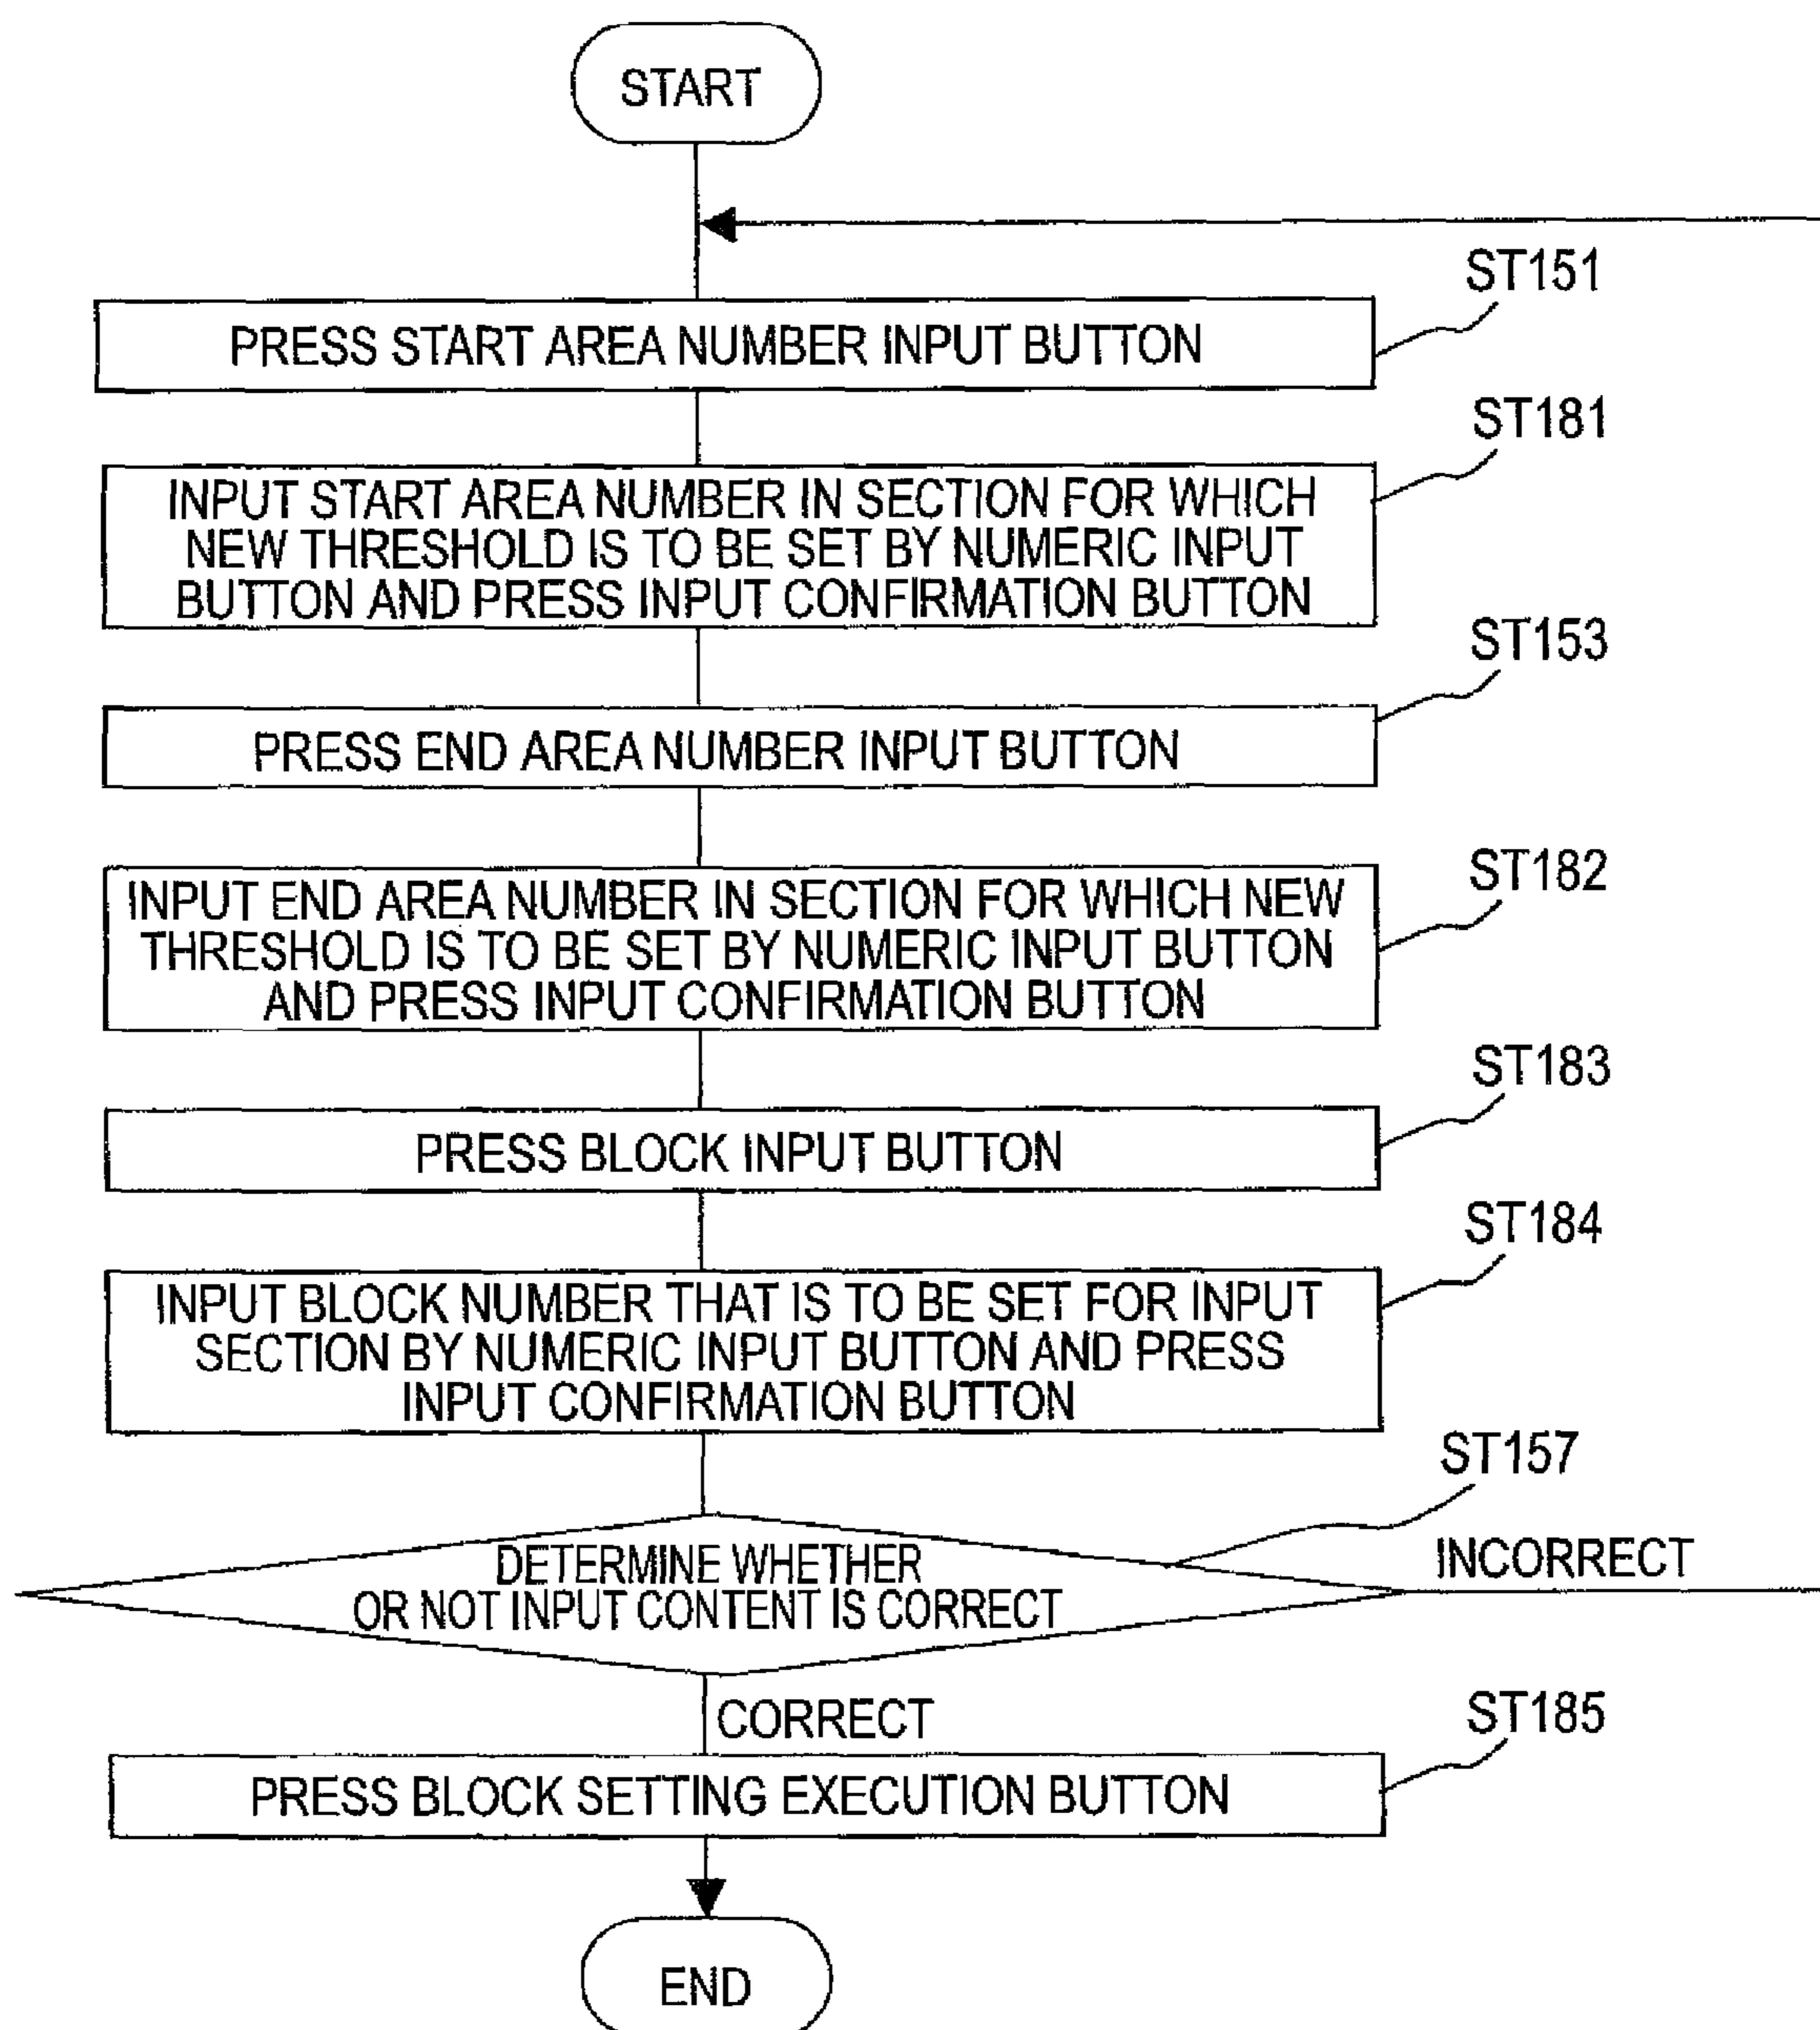 START
ST151
PRESS START AREA NUMBER INPUT BUTTON
ST181
INPUT START AREA NUMBER IN SECTION FOR WHICH
NEW THRESHOLD IS TO BE SET BY NUMERIC INPUT
BUTTON AND PRESS INPUT CONFIRMATION BUTTON
ST153
PRESS END AREA NUMBER INPUT BUTTON
ST182
INPUT END AREA NUMBER IN SECTION FOR WHICH NEW
THRESHOLD IS TO BE SET BY NUMERIC INPUT BUTTON
AND PRESS INPUT CONFIRMATION BUTTON
ST183
PRESS BLOCK INPUT BUTTON
ST184
INPUT BLOCK NUMBER THAT IS TO BE SET FOR INPUT
SECTION BY NUMERIC INPUT BUTTON AND PRESS
INPUT CONFIRMATION BUTTON
ST157
DETERMINE WHETHER
OR NOT INPUT CONTENT IS CORRECT
INCORRECT
CORRECT
ST185
PRESS BLOCK SETTING EXECUTION BUTTON
END